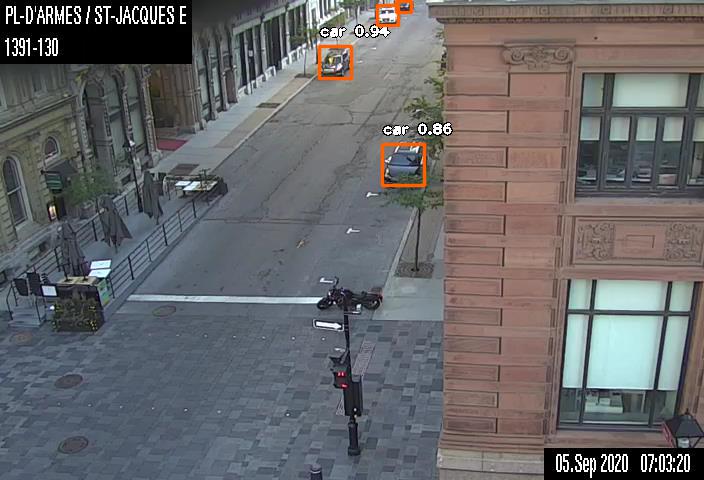 PL-D'ARMES / ST-JACQUES E
1391-130
car 0.94
car 0.86
05.Sep 2020 07:03:20